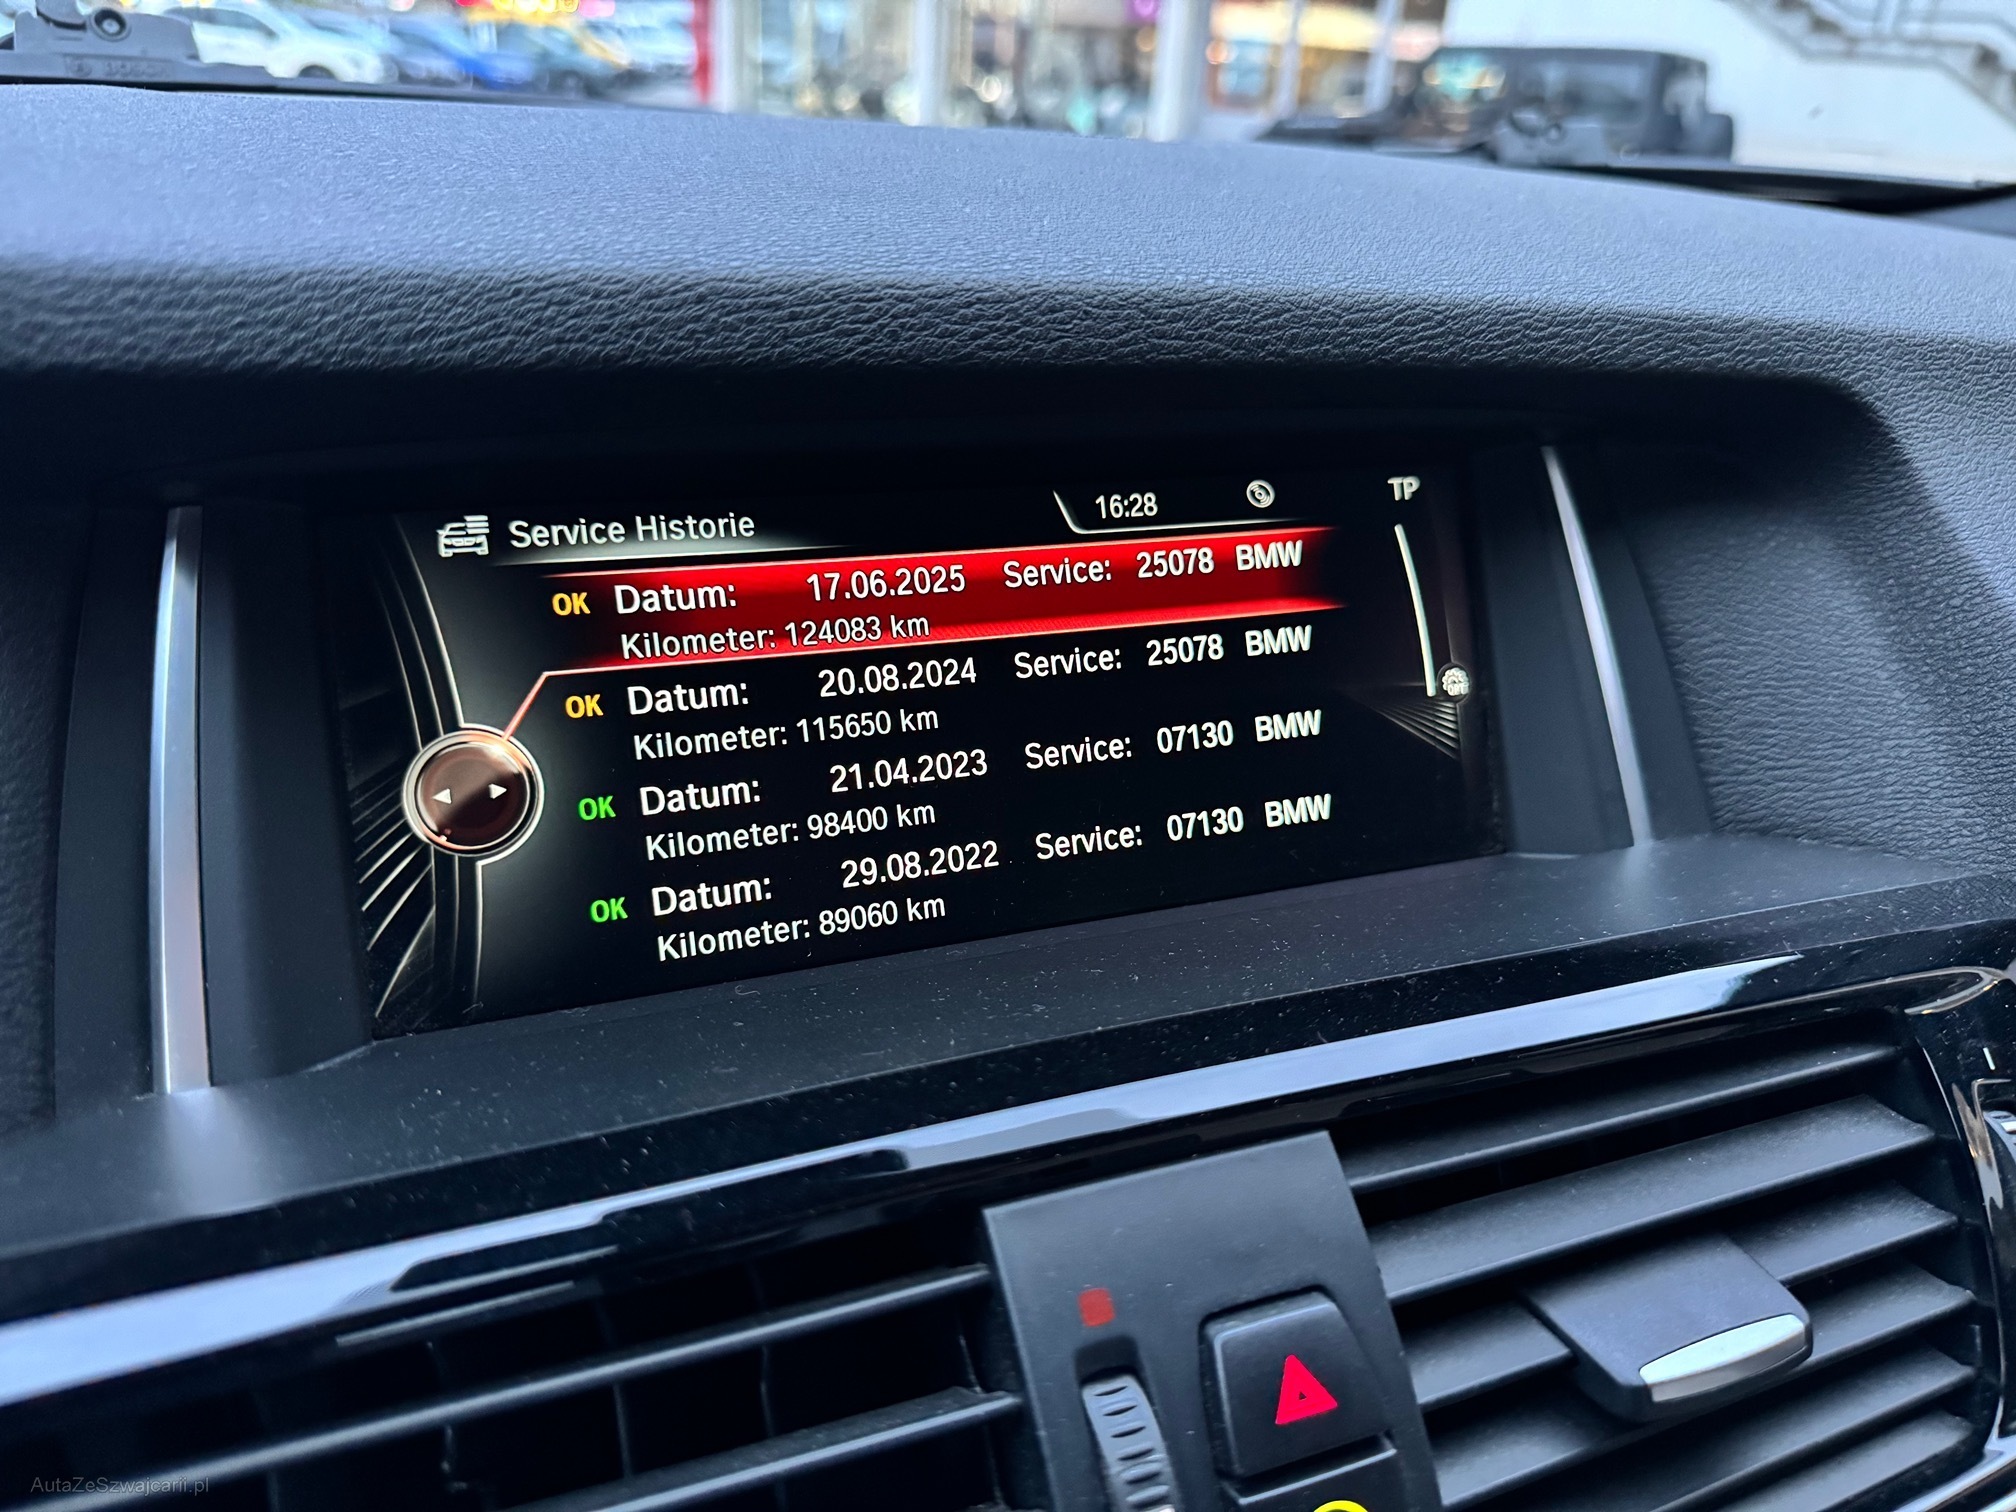 Service Historie 16:28 TP
OK Datum: 17.06.2025 Service: 25078 BMW
Kilometer: 124083 km
OK Datum: 20.08.2024 Service: 25078 BMW
Kilometer: 115650 km
OK Datum: 21.04.2023 Service: 07130 BMW
Kilometer: 98400 km
OK Datum: 29.08.2022 Service: 07130 BMW
Kilometer: 89060 km
AutaZeSzwajcarii.pl